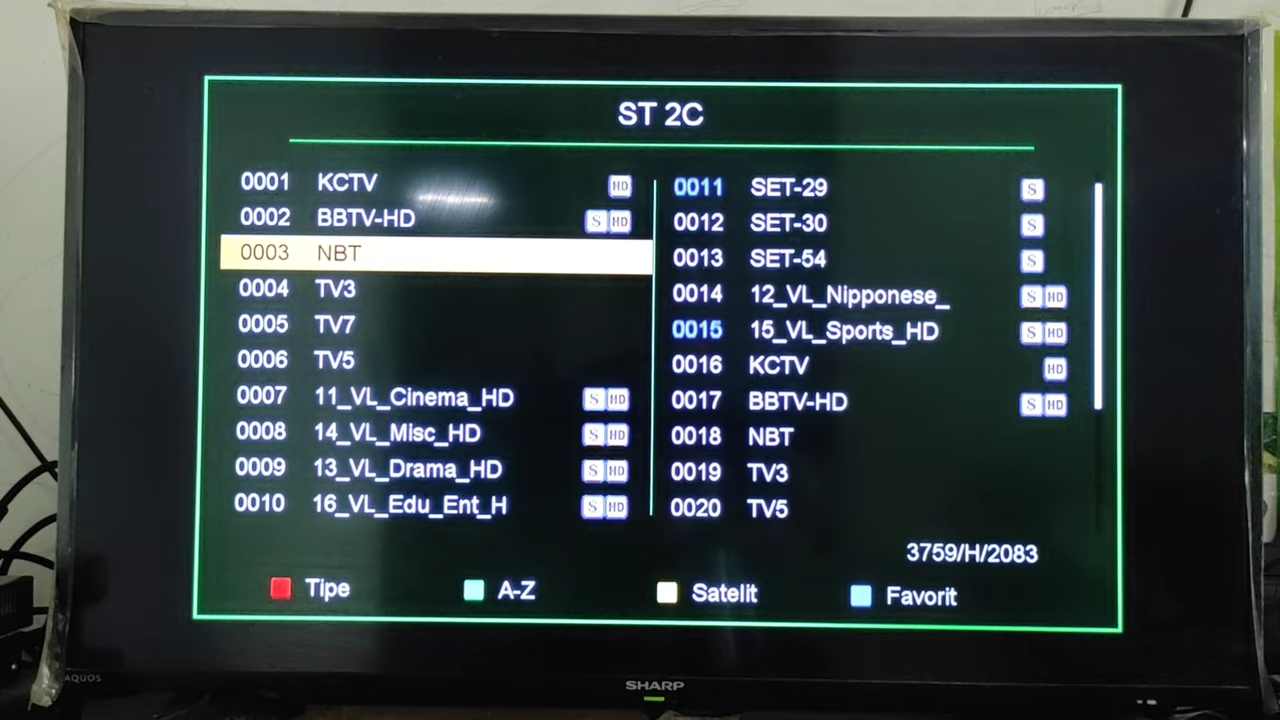 ST 2C
0001 KCTV HD
0002 BBTV-HD S HD
0003 NBT
0004 TV3
0005 TV7
0006 TV5
0007 11_VL_Cinema_HD S HD
0008 14_VL_Misc_HD S HD
0009 13_VL_Drama_HD S HD
0010 16_VL_Edu_Ent_H S HD
0011 SET-29 S
0012 SET-30 S
0013 SET-54 S
0014 12_VL_Nipponese_ S HD
0015 15_VL_Sports_HD S HD
0016 KCTV HD
0017 BBTV-HD S HD
0018 NBT
0019 TV3
0020 TV5
3759/H/2083
Tipe A-Z Satelit Favorit
AQUOS
SHARP